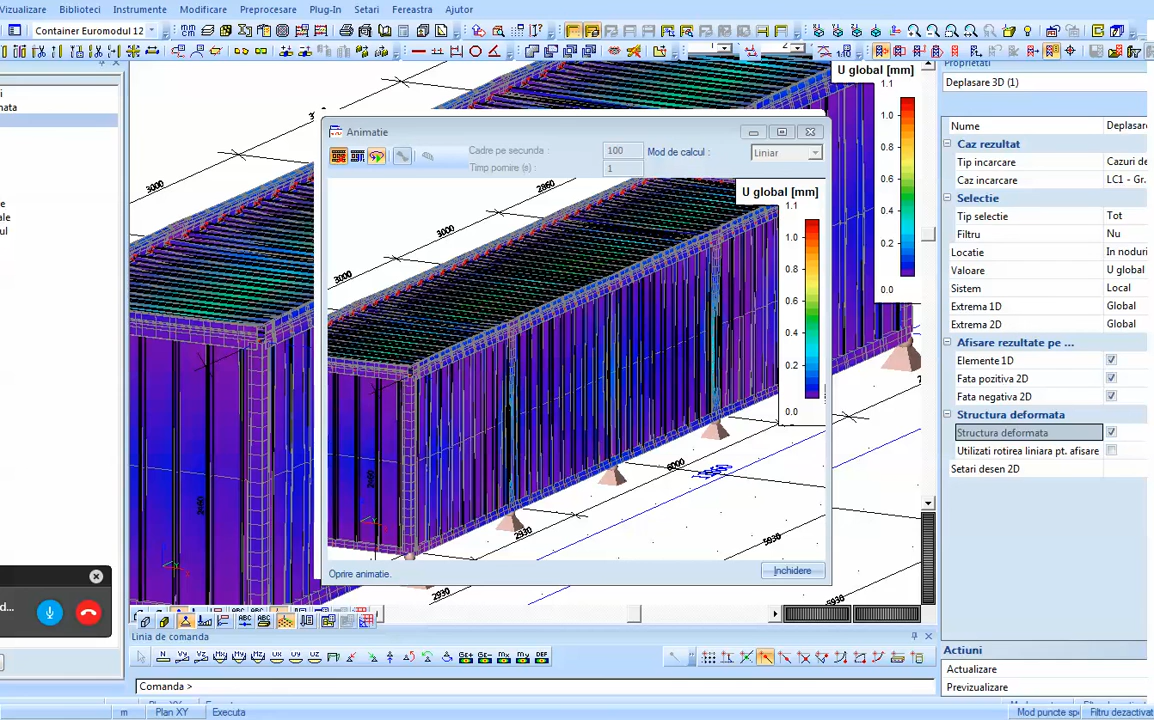 Vizualizare Biblioteci Instrumente Modificare Preprocesare Plug-In Setari Fereastra Ajutor
Container Euromodul 12
U global [mm]
1.1
1.0
0.8
0.6
0.4
0.2
0.0
3000
Animatie
Cadre pe secunda : 100
Timp pornire (s) : 1
Mod de calcul : Liniar
U global [mm]
1.1
1.0
0.8
0.6
0.4
0.2
0.0
2860
3000
3000
2660
2660
6000
2930
5930
2930
5930
Oprire animatie.
Inchidere
Proprietati
Deplasare 3D (1)
Nume Deplasare
Caz rezultat
Tip incarcare Cazuri de
Caz incarcare LC1 - Gr.
Selectie
Tip selectie Tot
Filtru Nu
Locatie In noduri
Valoare U global
Sistem Local
Extrema 1D Global
Extrema 2D Global
Afisare rezultate pe ...
Elemente 1D
Fata pozitiva 2D
Fata negativa 2D
Structura deformata
Structura deformata
Utilizati rotirea liniara pt. afisare
Setari desen 2D
Actiuni
Actualizare
Previzualizare
Linia de comanda
Comanda >
m Plan XY Executa
Mod puncte sp Filtru dezactivat